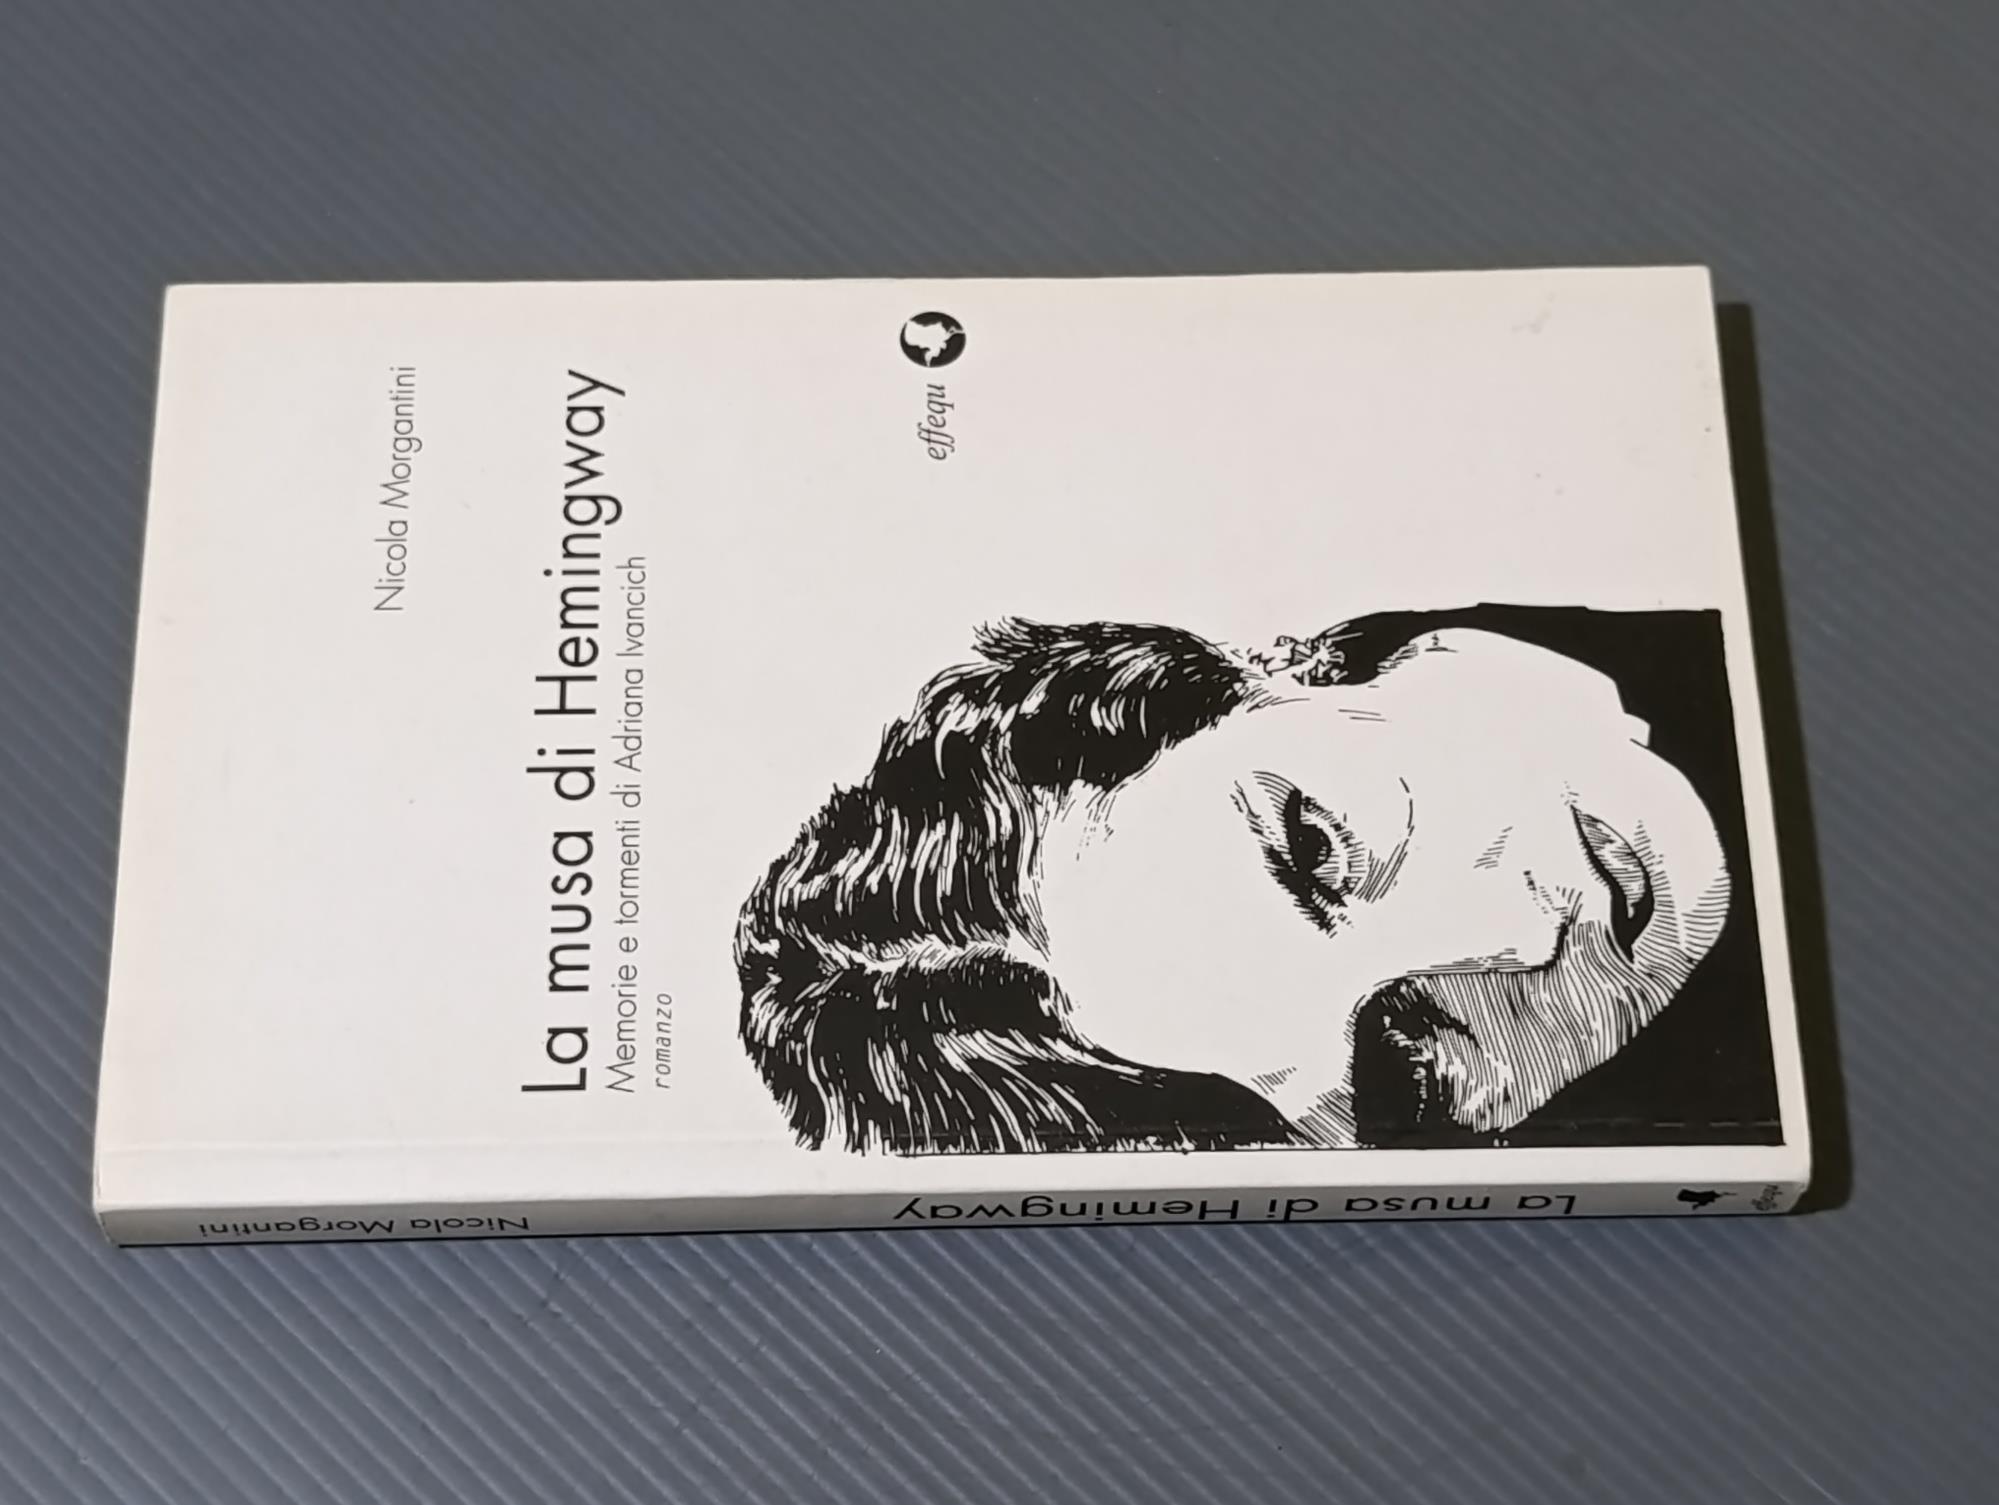 Nicola Morgantini
La musa di Hemingway
Memorie e tormenti di Adriana Ivancich
romanzo
effequ
Nicola Morgantini
La musa di Hemingway
effequ